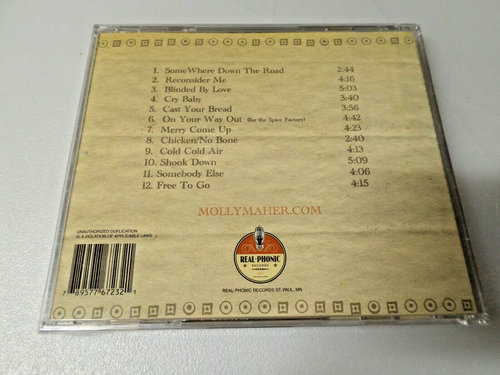 1. SomeWhere Down The Road 2:44
2. Reconsider Me 4:16
3. Blinded By Love 5:03
4. Cry Baby 3:40
5. Cast Your Bread 3:56
6. On Your Way Out (for the Spice Factory) 4:42
7. Merry Come Up 4:23
8. Chicken/No Bone 2:40
9. Cold Cold Air 4:13
10. Shook Down 5:09
11. Somebody Else 4:06
12. Free To Go 4:15
MOLLYMAHER.COM
UNAUTHORIZED DUPLICATION
IS A VIOLATION OF APPLICABLE LAWS
REAL-PHONIC
RECORDS
7 89577 67232 1
REAL-PHONIC RECORDS ST. PAUL, MN